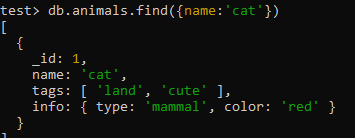 test> db.animals.find({name:'cat'})
[
  {
    _id: 1,
    name: 'cat',
    tags: [ 'land', 'cute' ],
    info: { type: 'mammal', color: 'red' }
  }
]